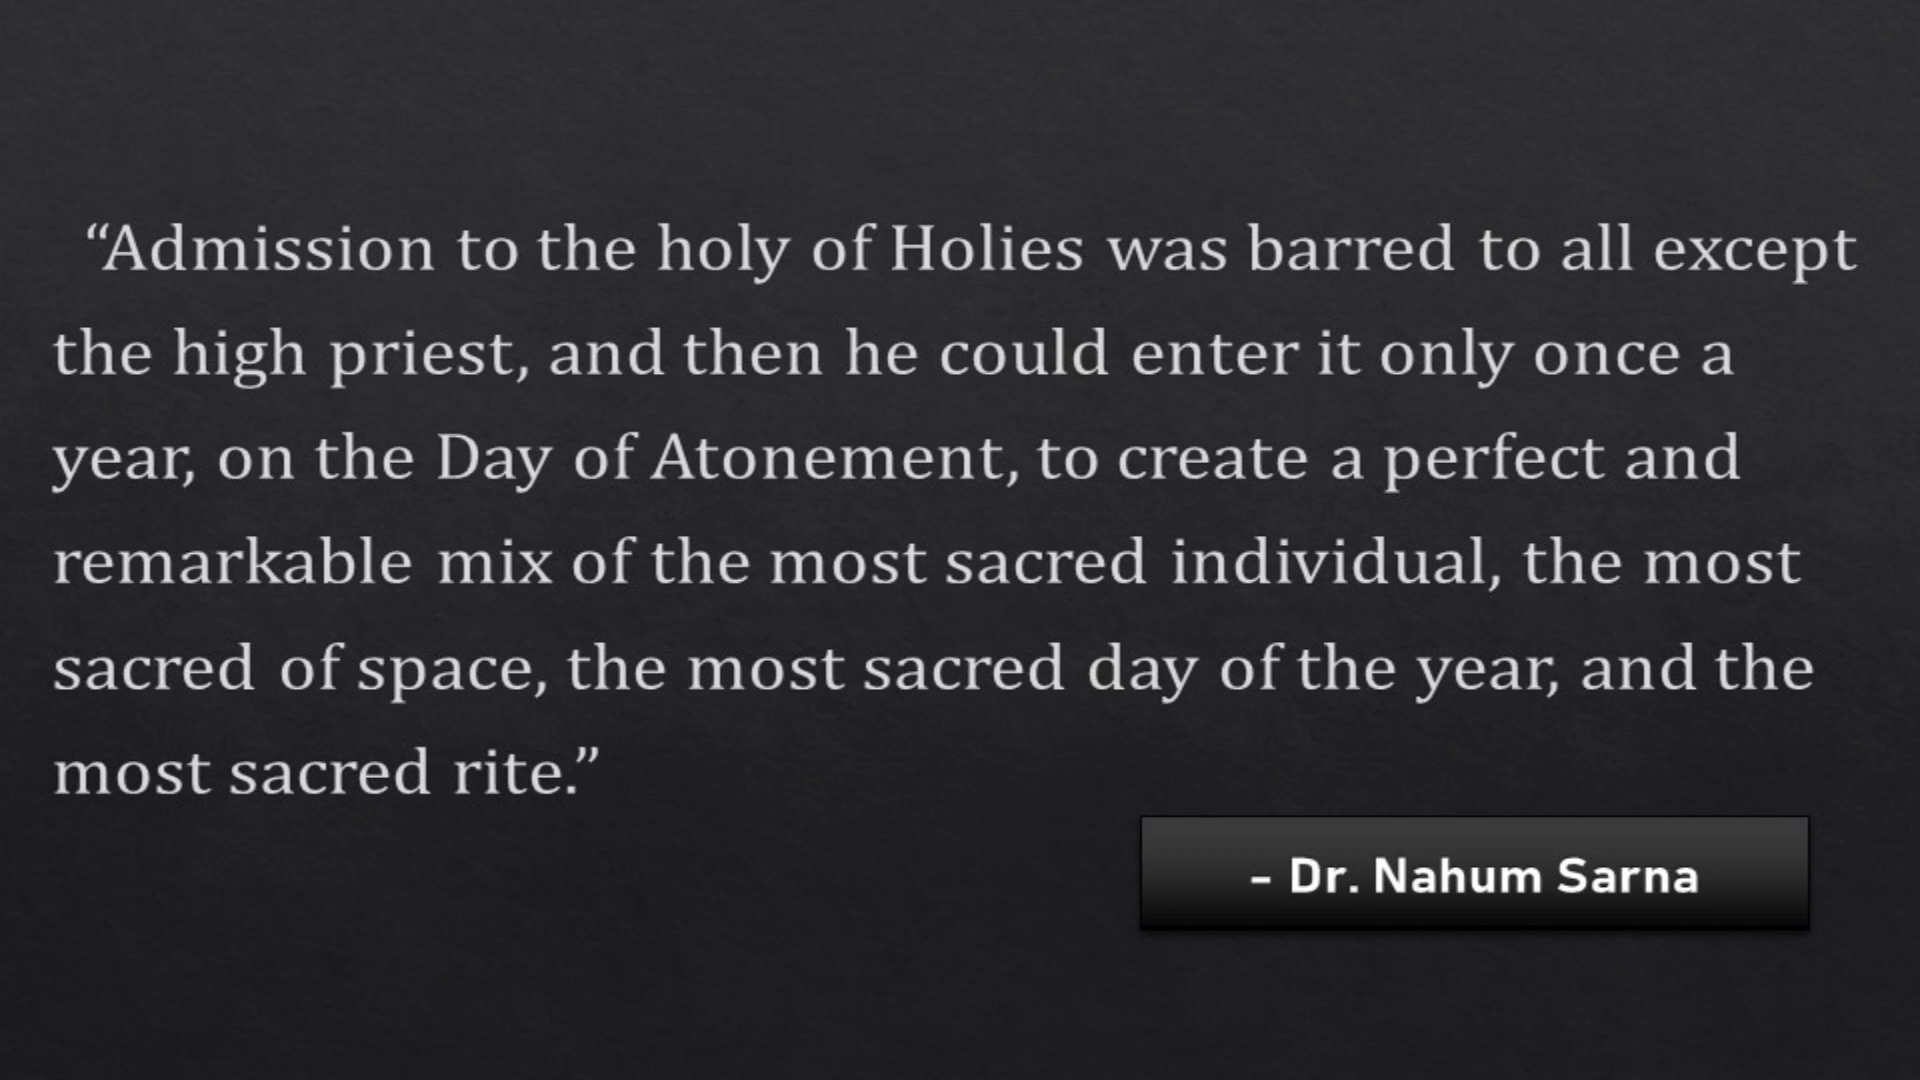 “Admission to the holy of Holies was barred to all except
the high priest, and then he could enter it only once a
year, on the Day of Atonement, to create a perfect and
remarkable mix of the most sacred individual, the most
sacred of space, the most sacred day of the year, and the
most sacred rite.”
– Dr. Nahum Sarna